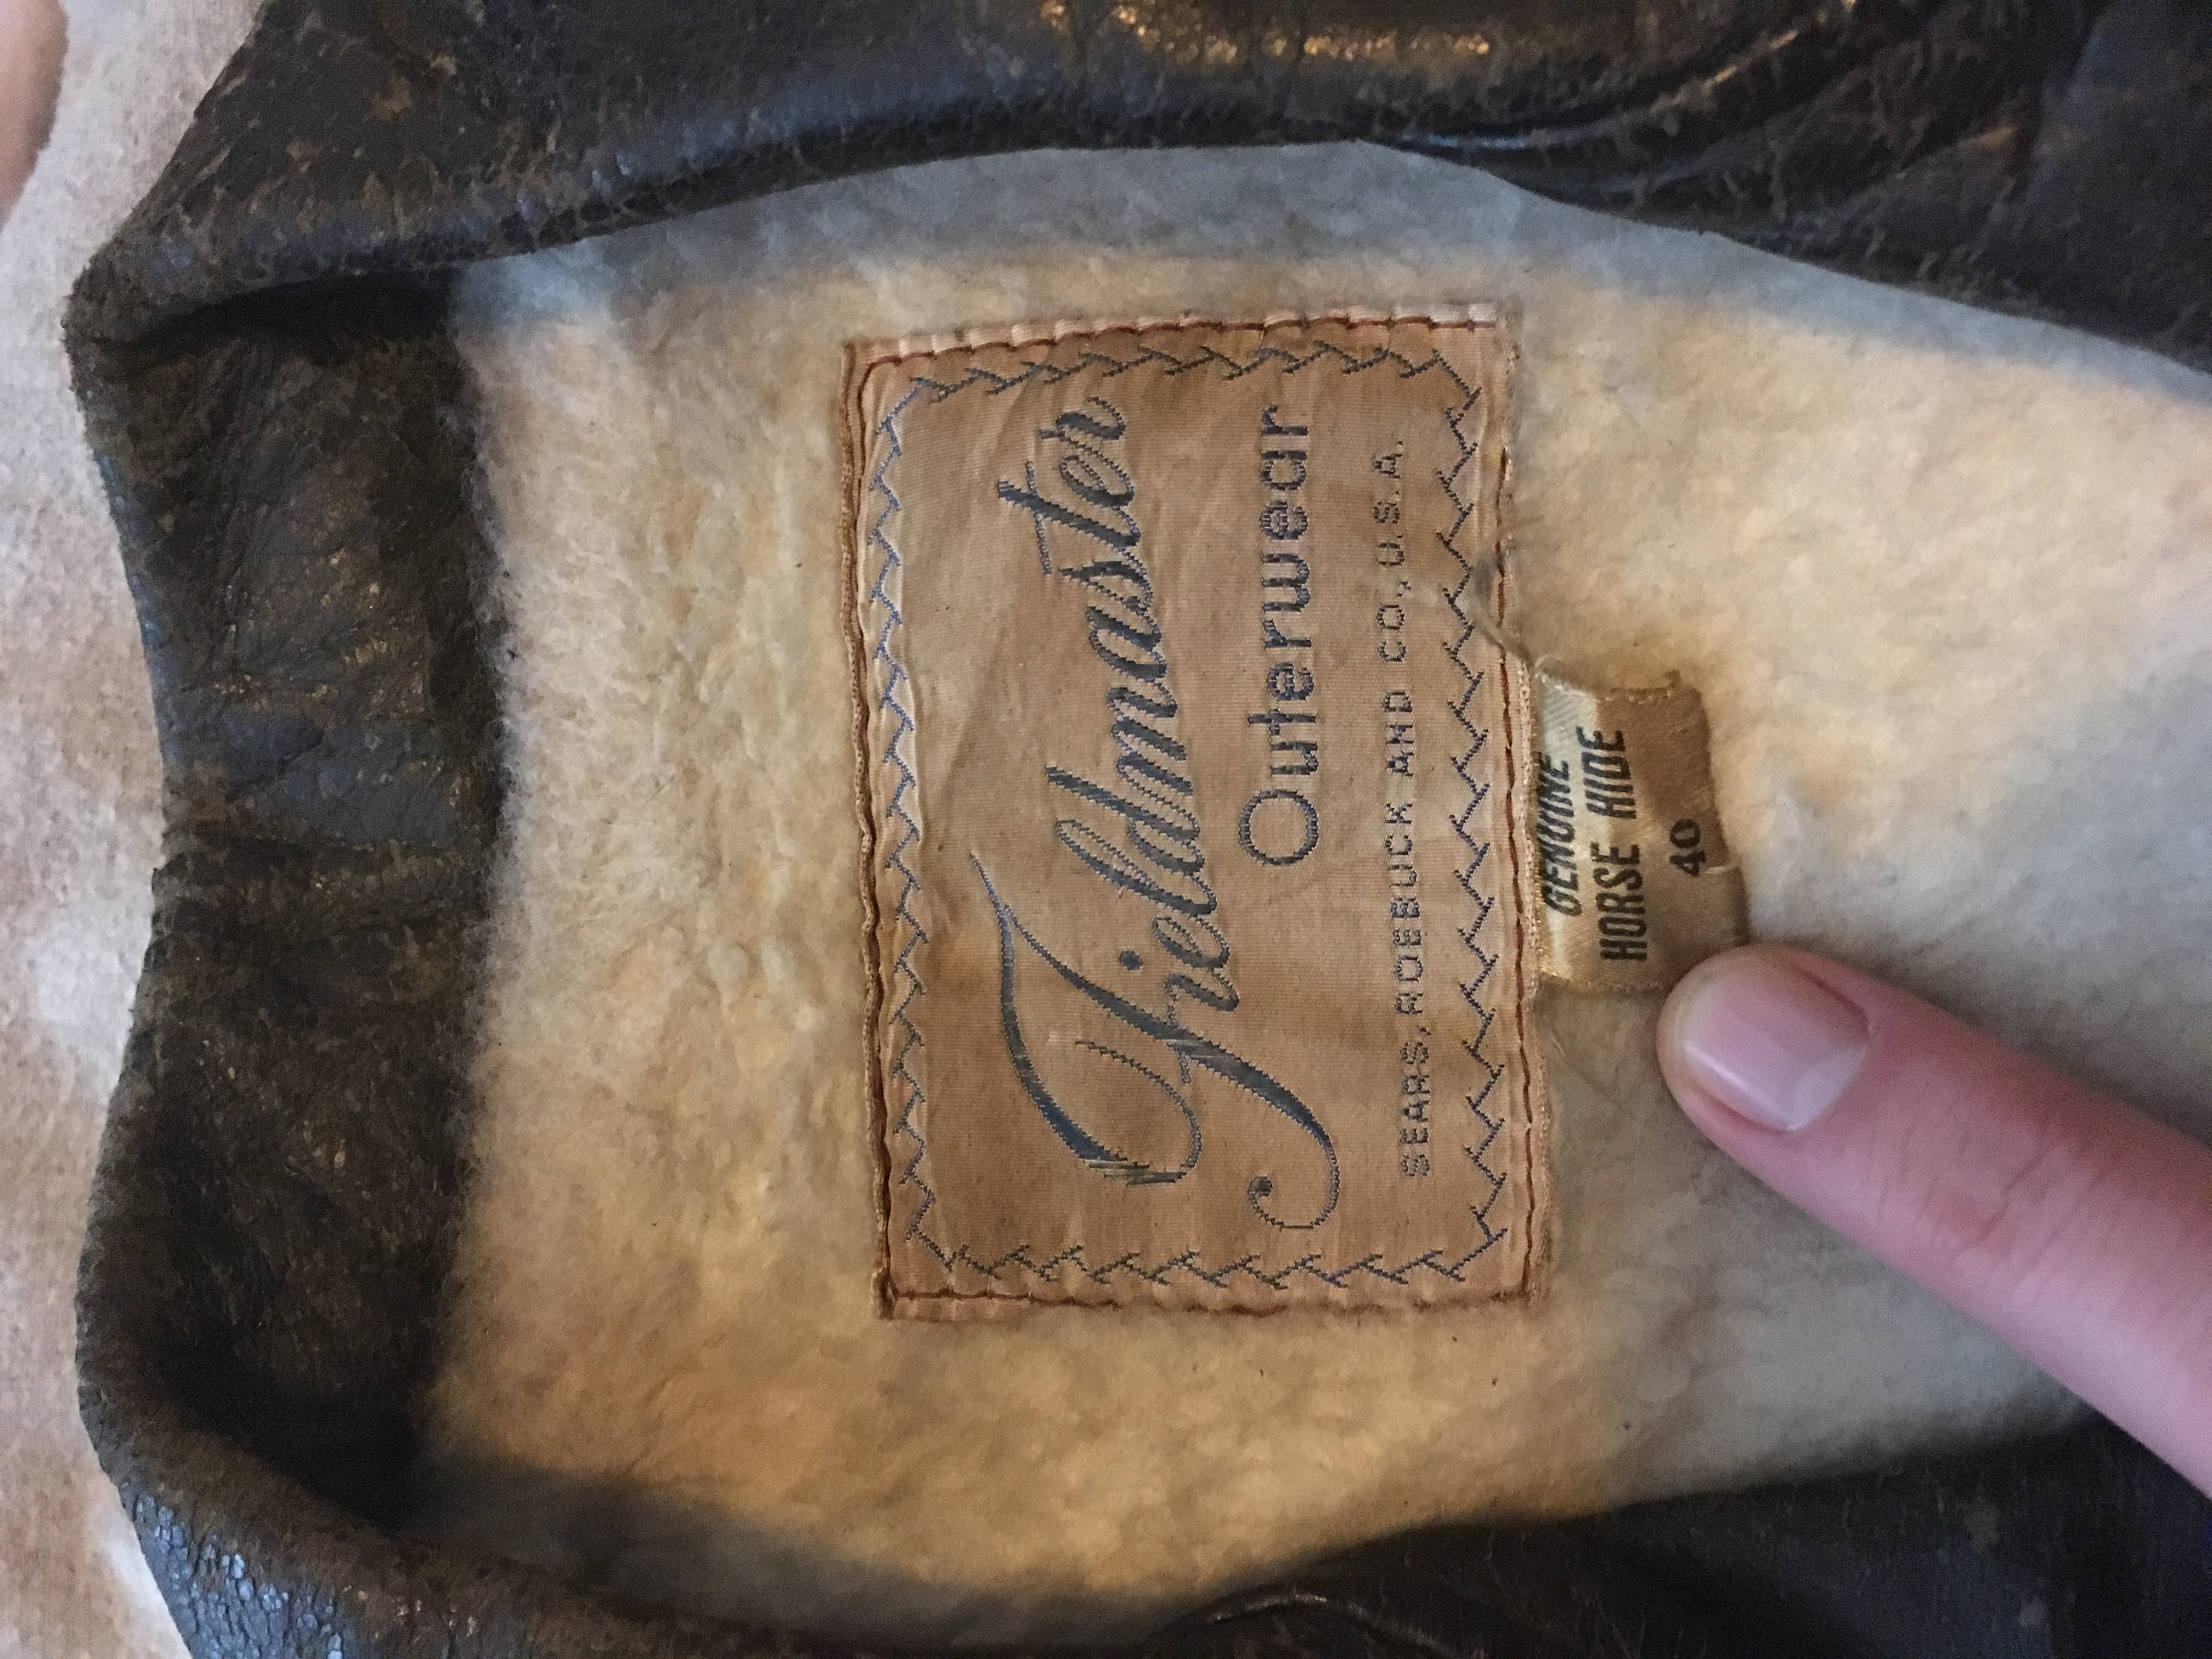 Fieldmaster
Outerwear
SEARS, ROEBUCK AND CO., U.S.A.
GENUINE
HORSE HIDE
40